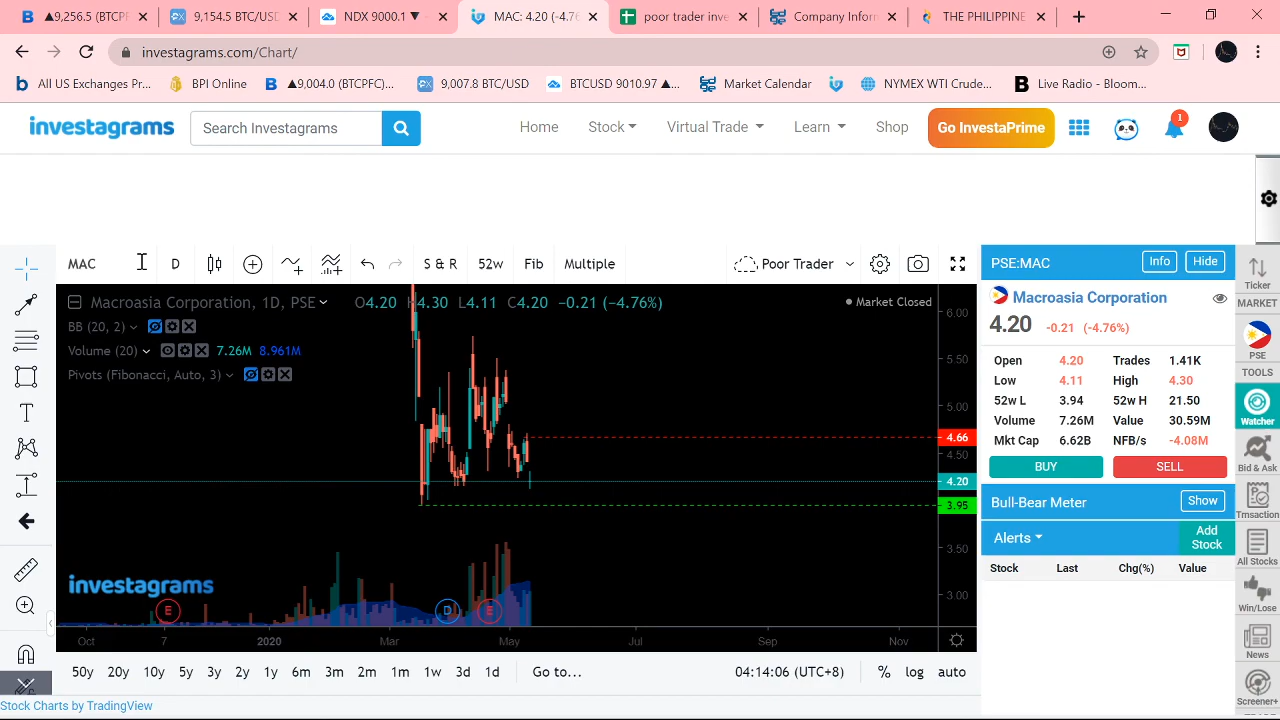 ▲9,256.5 (BTCF
9,154.5 BTC/USD
NDX 9000.1 ▼
MAC: 4.20 (-4.76
poor trader inve
Company Inform
THE PHILIPPINE
investagrams.com/Chart/
All US Exchanges Pr...
BPI Online
▲9,004.0 (BTCPFC)...
9,007.8 BTC/USD
BTCUSD 9010.97 ▲...
Market Calendar
NYMEX WTI Crude...
Live Radio - Bloom...
investagrams
Search Investagrams
Home
Stock
Virtual Trade
Learn
Shop
Go InvestaPrime
1
MAC
D
S & R
52w
Fib
Multiple
Poor Trader
Macroasia Corporation, 1D, PSE
O4.20 H4.30 L4.11 C4.20 -0.21 (-4.76%)
Market Closed
BB (20, 2)
Volume (20) 7.26M 8.961M
Pivots (Fibonacci, Auto, 3)
6.00
5.50
5.00
4.66
4.50
4.20
3.95
3.50
3.00
investagrams
E
D
E
Oct
7
2020
Mar
May
Jul
Sep
Nov
50y 20y 10y 5y 3y 2y 1y 6m 3m 2m 1m 1w 3d 1d Go to...
04:14:06 (UTC+8)
% log auto
Stock Charts by TradingView
PSE:MAC
Info
Hide
Macroasia Corporation
4.20 -0.21 (-4.76%)
Open 4.20 Trades 1.41K
Low 4.11 High 4.30
52w L 3.94 52w H 21.50
Volume 7.26M Value 30.59M
Mkt Cap 6.62B NFB/s -4.08M
BUY
SELL
Bull-Bear Meter
Show
Alerts
Add
Stock
Stock Last Chg(%) Value
Ticker
MARKET
PSE
TOOLS
Watcher
Bid & Ask
Trnsaction
All Stocks
Win/Lose
News
Screener+